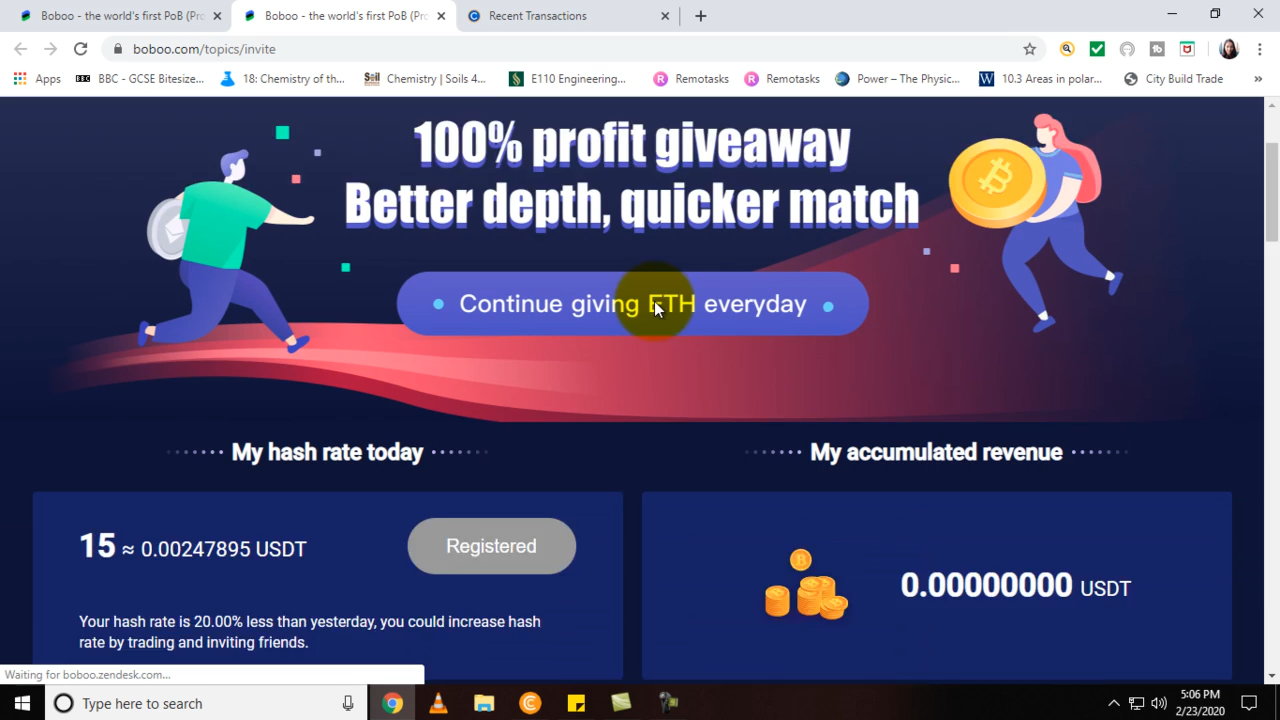 Boboo - the world's first PoB (Pro
Boboo - the world's first PoB (Pro
Recent Transactions
boboo.com/topics/invite
Apps
BBC - GCSE Bitesize...
18: Chemistry of th...
Chemistry | Soils 4...
E110 Engineering...
Remotasks
Remotasks
Power – The Physic...
10.3 Areas in polar...
City Build Trade
100% profit giveaway
Better depth, quicker match
Continue giving ETH everyday
My hash rate today
My accumulated revenue
15 ≈ 0.00247895 USDT
Registered
0.00000000 USDT
Your hash rate is 20.00% less than yesterday, you could increase hash
rate by trading and inviting friends.
Waiting for boboo.zendesk.com...
Type here to search
5:06 PM
2/23/2020